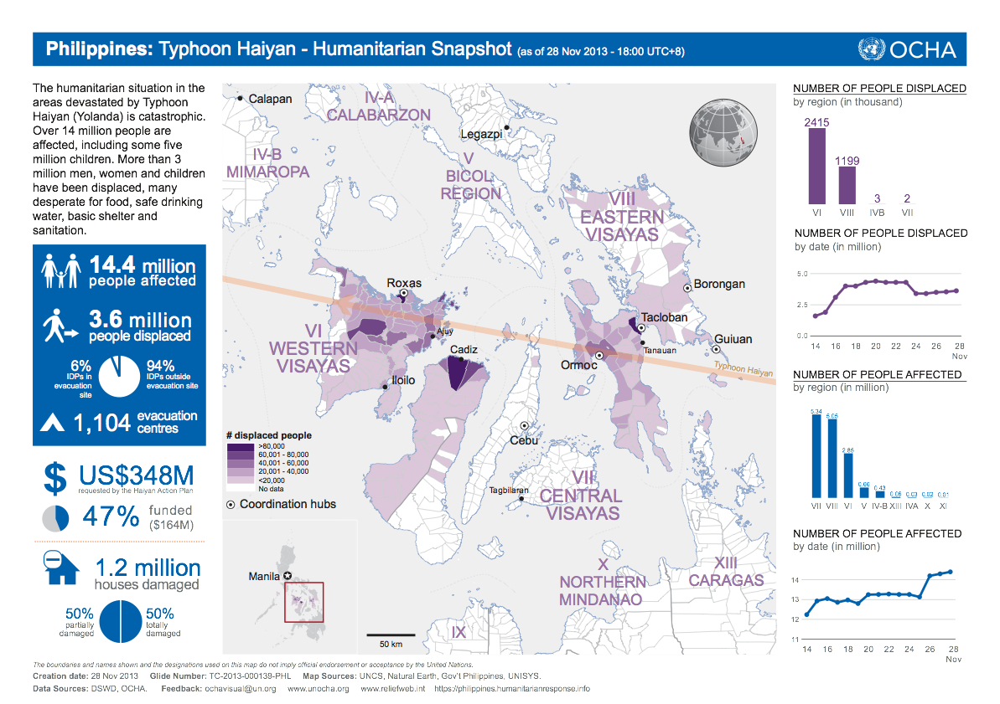 Philippines: Typhoon Haiyan - Humanitarian Snapshot (as of 28 Nov 2013 - 18:00 UTC+8)
OCHA
The humanitarian situation in the
areas devastated by Typhoon
Haiyan (Yolanda) is catastrophic.
Over 14 million people are
affected, including some five
million children. More than 3
million men, women and children
have been displaced, many
desperate for food, safe drinking
water, basic shelter and
sanitation.
14.4 million
people affected
3.6 million
people displaced
6%
IDPs in
evacuation
site
94%
IDPs outside
evacuation site
1,104 evacuation
centres
US$348M
requested by the Haiyan Action Plan
47% funded
($164M)
1.2 million
houses damaged
50%
partially
damaged
50%
totally
damaged
Calapan
IV-A
CALABARZON
Legazpi
IV-B
MIMAROPA
V
BICOL
REGION
VIII
EASTERN
VISAYAS
Roxas
Borongan
Tacloban
VI
WESTERN
VISAYAS
Ajuy
Cadiz
Guiuan
Tanauan
Ormoc
Typhoon Haiyan
Iloilo
# displaced people
>80,000
60,001 - 80,000
40,001 - 60,000
20,001 - 40,000
<20,000
No data
Coordination hubs
Cebu
Tagbilaran
VII
CENTRAL
VISAYAS
Manila
X
NORTHERN
MINDANAO
XIII
CARAGAS
IX
50 km
NUMBER OF PEOPLE DISPLACED
by region (in thousand)
2415
1199
3
2
VI VIII IVB VII
NUMBER OF PEOPLE DISPLACED
by date (in million)
5.0
2.5
0.0
14 16 18 20 22 24 26 28
Nov
NUMBER OF PEOPLE AFFECTED
by region (in million)
5.34 5.05 2.85 0.66 0.43 0.06 0.03 0.02 0.01
VII VIII VI V IV-B XIII IVA X XI
NUMBER OF PEOPLE AFFECTED
by date (in million)
14
13
12
11
14 16 18 20 22 24 26 28
Nov
The boundaries and names shown and the designations used on this map do not imply official endorsement or acceptance by the United Nations.
Creation date: 28 Nov 2013 Glide Number: TC-2013-000139-PHL Map Sources: UNCS, Natural Earth, Gov't Philippines, UNISYS.
Data Sources: DSWD, OCHA. Feedback: ochavisual@un.org www.unocha.org www.reliefweb.int https://philippines.humanitarianresponse.info